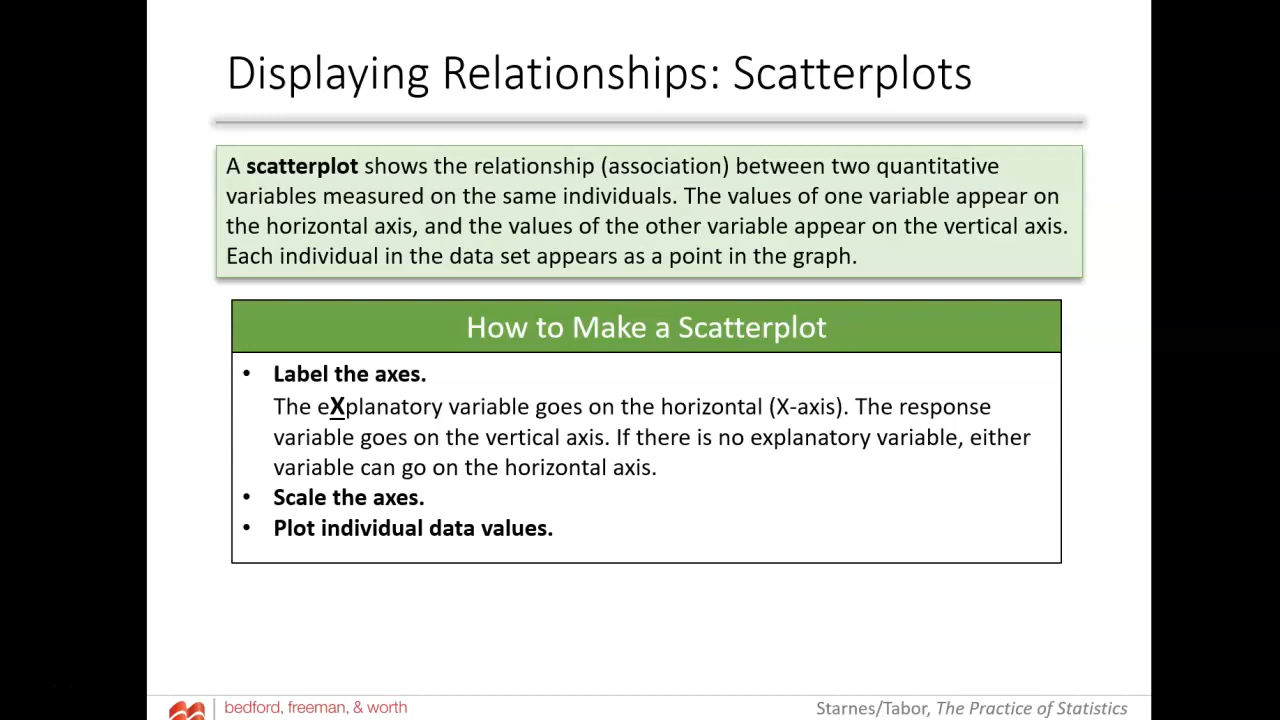 Displaying Relationships: Scatterplots
A scatterplot shows the relationship (association) between two quantitative
variables measured on the same individuals. The values of one variable appear on
the horizontal axis, and the values of the other variable appear on the vertical axis.
Each individual in the data set appears as a point in the graph.
How to Make a Scatterplot
• Label the axes.
The eXplanatory variable goes on the horizontal (X-axis). The response
variable goes on the vertical axis. If there is no explanatory variable, either
variable can go on the horizontal axis.
• Scale the axes.
• Plot individual data values.
bedford, freeman, & worth
Starnes/Tabor, The Practice of Statistics